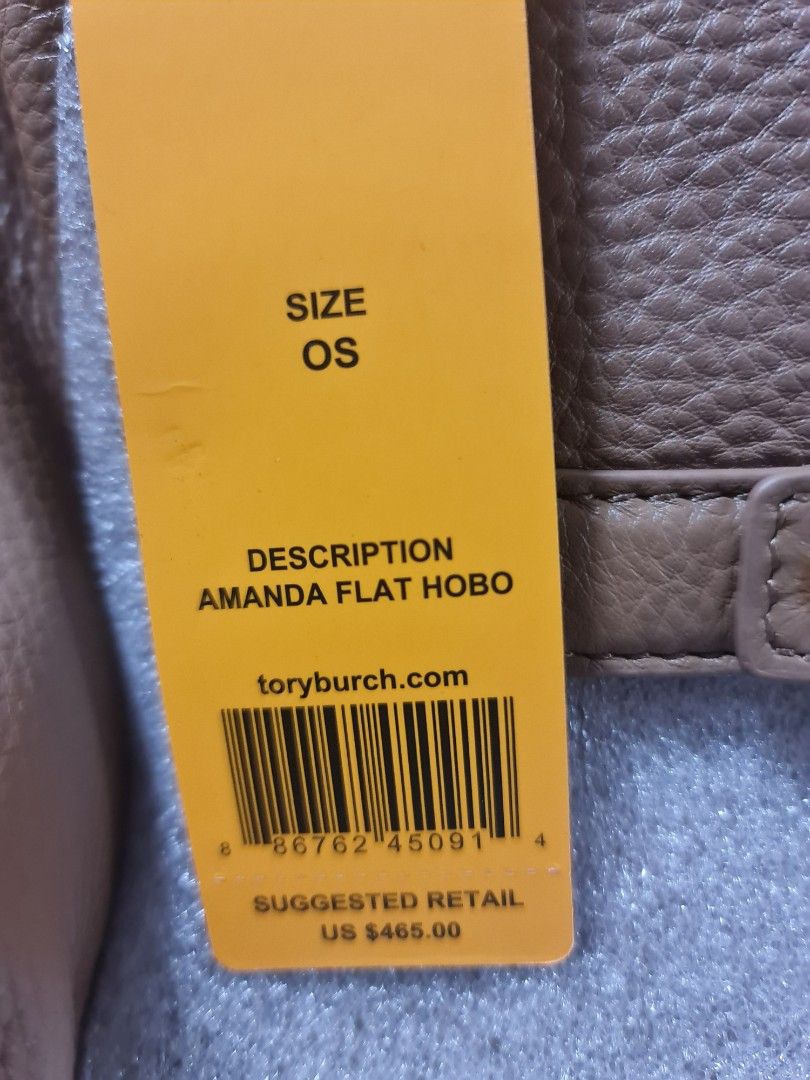 SIZE
OS
DESCRIPTION
AMANDA FLAT HOBO
toryburch.com
8 86762 45091 4
SUGGESTED RETAIL
US $465.00